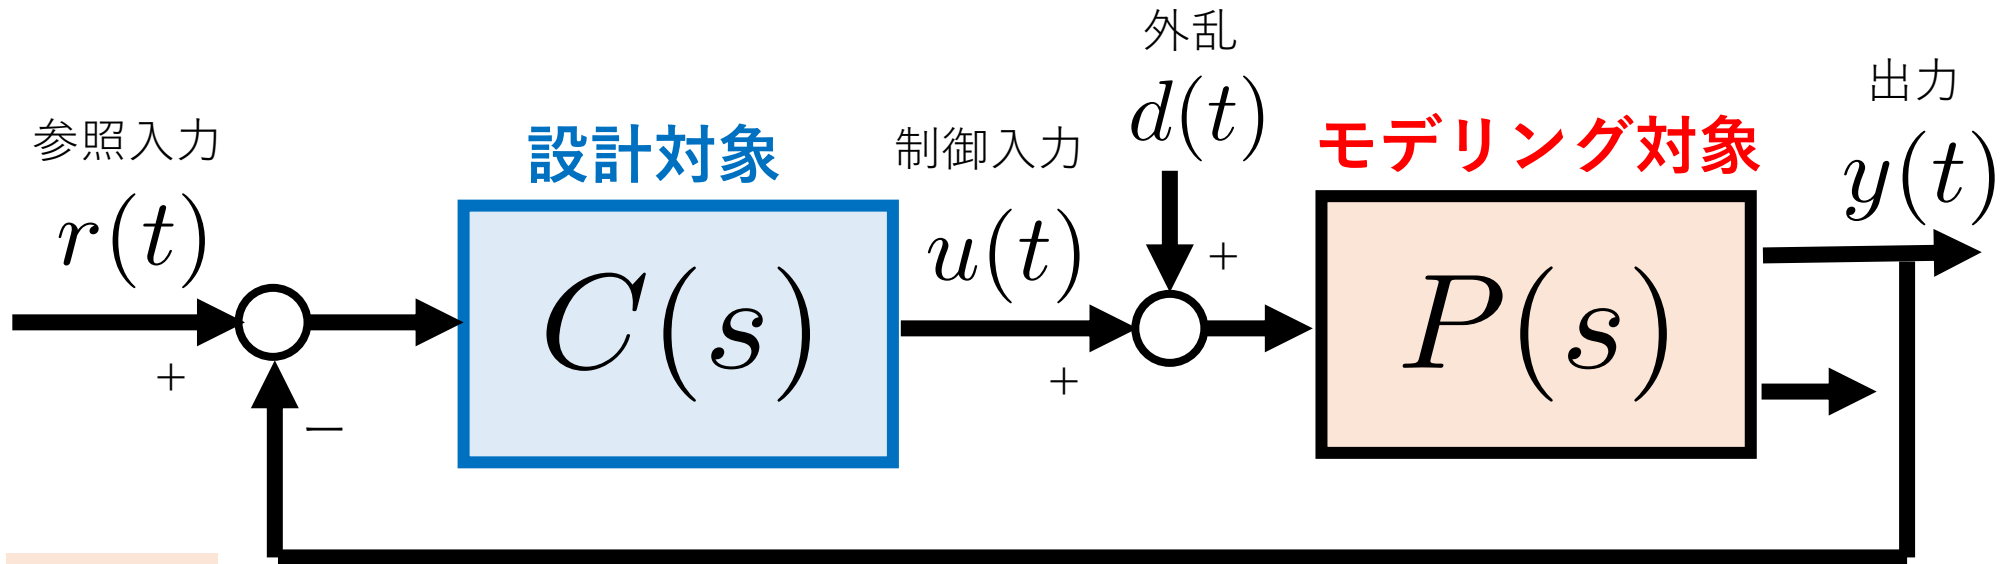 外乱
d(t)
出力
y(t)
参照入力
r(t)
設計対象
制御入力
u(t)
モデリング対象
+
C(s)
P(s)
+
+
−